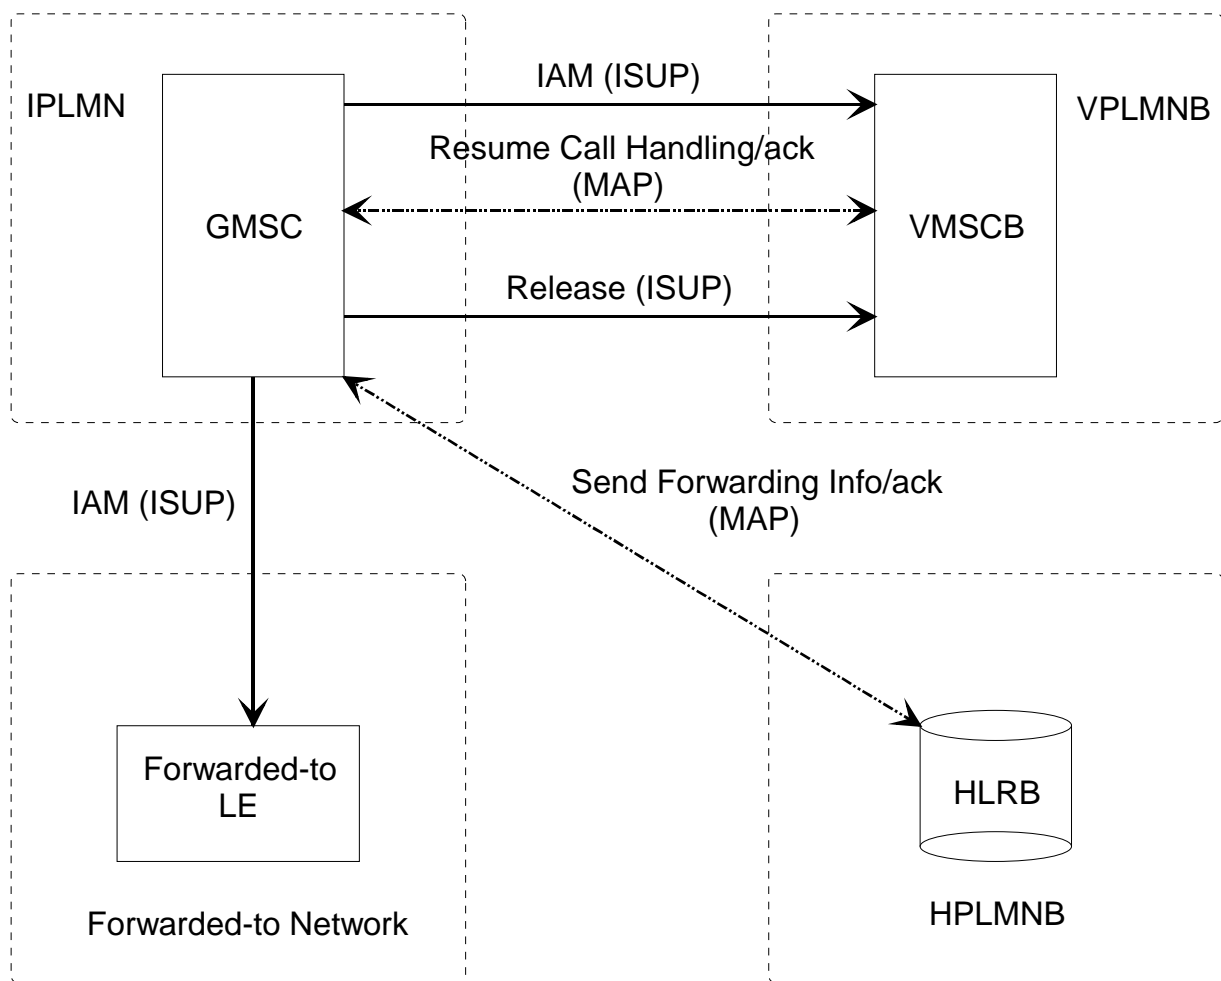 IAM (ISUP)
IPLMN
VPLMNB
Resume Call Handling/ack
(MAP)
GMSC
VMSCB
Release (ISUP)
Send Forwarding Info/ack
(MAP)
IAM (ISUP)
Forwarded-to
LE
HLRB
Forwarded-to Network
HPLMNB